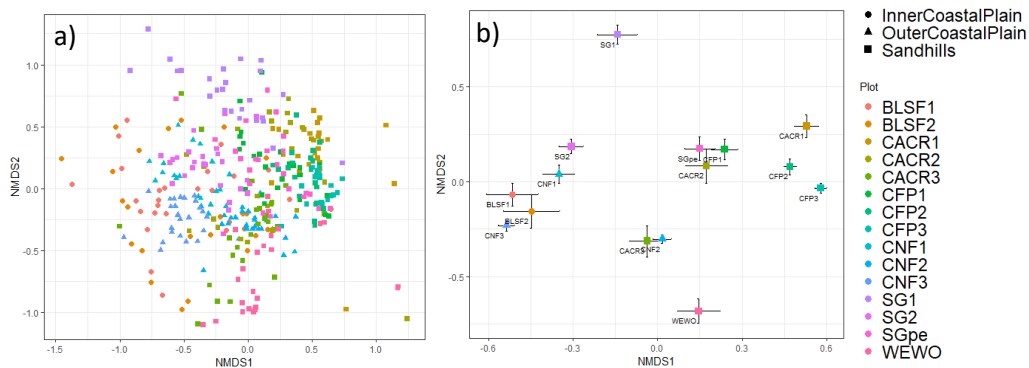 a)
1.0
0.5
0.0
-0.5
-1.0
NMDS2
-1.5
-1.0
-0.5
0.0
0.5
1.0
NMDS1
b)
0.5
0.0
-0.5
NMDS2
SG1
CACR1
SG2
SGpe
CFP1
CACR2
CFP2
CNF1
CFP3
BLSF1
BLSF2
CNF3
CACR3
CNF2
WEWO
-0.6
-0.3
0.0
0.3
0.6
NMDS1
InnerCoastalPlain
OuterCoastalPlain
Sandhills
Plot
BLSF1
BLSF2
CACR1
CACR2
CACR3
CFP1
CFP2
CFP3
CNF1
CNF2
CNF3
SG1
SG2
SGpe
WEWO